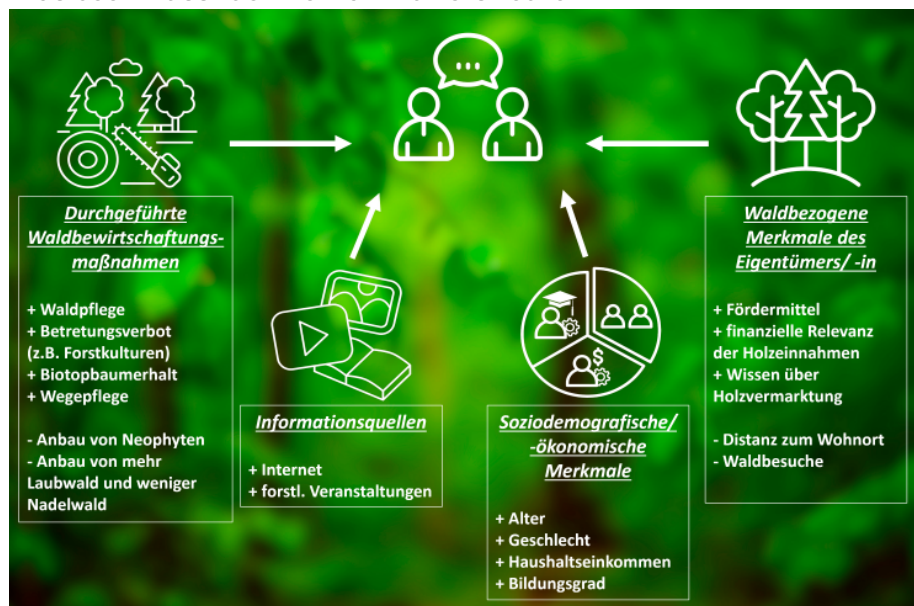 Durchgeführte
Waldbewirtschaftungs-
maßnahmen
+ Waldpflege
+ Betretungsverbot
(z.B. Forstkulturen)
+ Biotopbaumerhalt
+ Wegepflege
- Anbau von Neophyten
- Anbau von mehr
Laubwald und weniger
Nadelwald
Informationsquellen
+ Internet
+ forstl. Veranstaltungen
$
Soziodemografische/
-ökonomische
Merkmale
+ Alter
+ Geschlecht
+ Haushaltseinkommen
+ Bildungsgrad
Waldbezogene
Merkmale des
Eigentümers/ -in
+ Fördermittel
+ finanzielle Relevanz
der Holzeinnahmen
+ Wissen über
Holzvermarktung
- Distanz zum Wohnort
- Waldbesuche